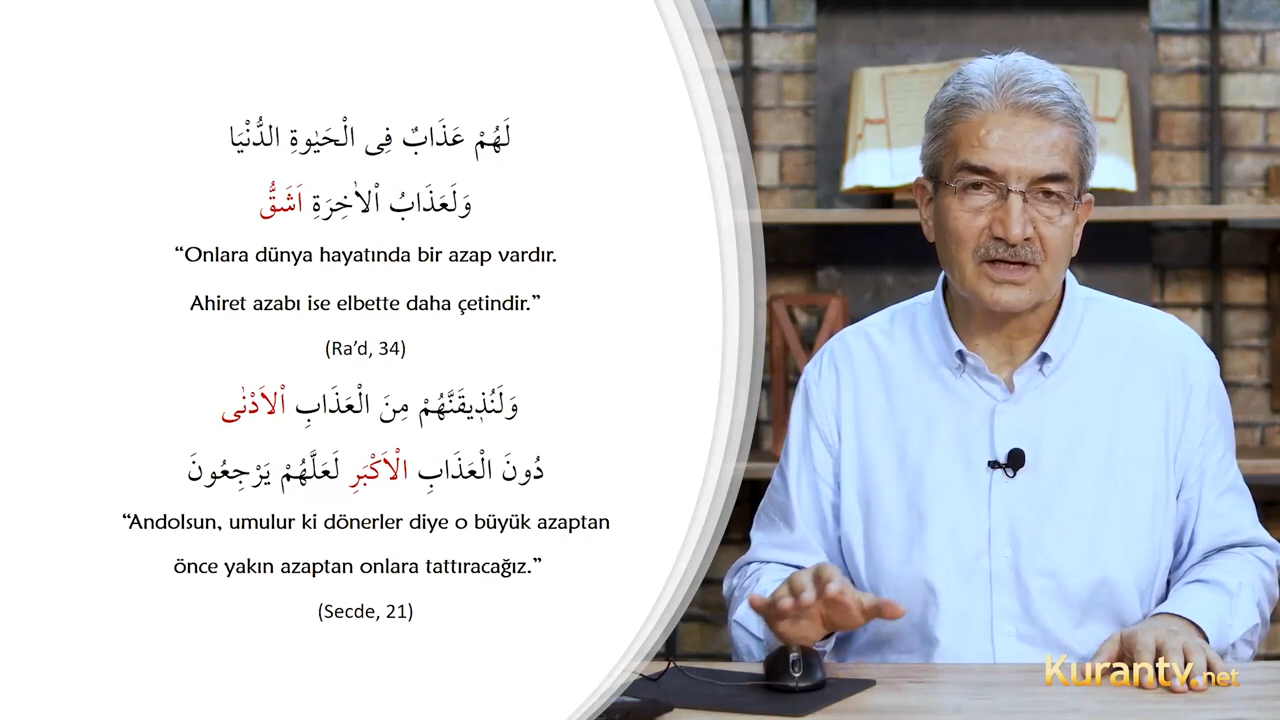 لَهُمْ عَذَابٌ فِى الْحَيٰوةِ الدُّنْيَا
وَلَعَذَابُ الْاٰخِرَةِ اَشَقُّ
“Onlara dünya hayatında bir azap vardır.
Ahiret azabı ise elbette daha çetindir.”
(Ra’d, 34)
وَلَنُذٖيقَنَّهُمْ مِنَ الْعَذَابِ الْاَدْنٰى
دُونَ الْعَذَابِ الْاَكْبَرِ لَعَلَّهُمْ يَرْجِعُونَ
“Andolsun, umulur ki dönerler diye o büyük azaptan
önce yakın azaptan onlara tattıracağız.”
(Secde, 21)
Kurantv.net